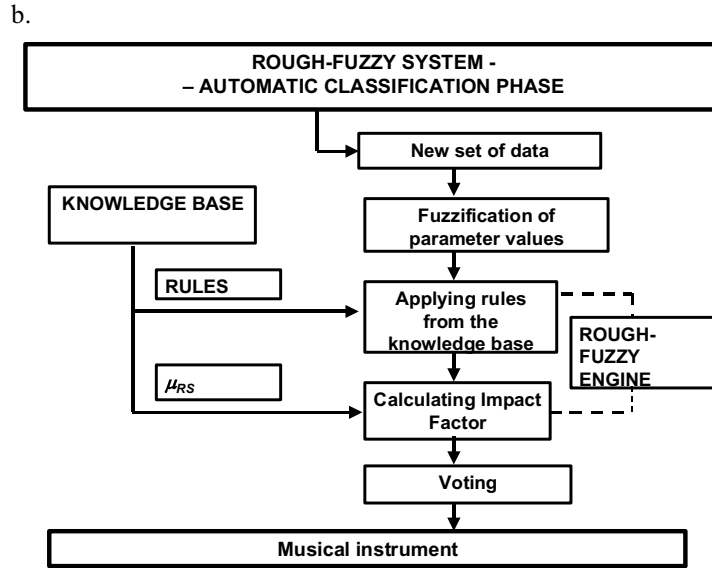 b.
ROUGH-FUZZY SYSTEM -
– AUTOMATIC CLASSIFICATION PHASE
New set of data
KNOWLEDGE BASE
Fuzzification of
parameter values
RULES
Applying rules
from the
knowledge base
ROUGH-
FUZZY
ENGINE
μRS
Calculating Impact
Factor
Voting
Musical instrument